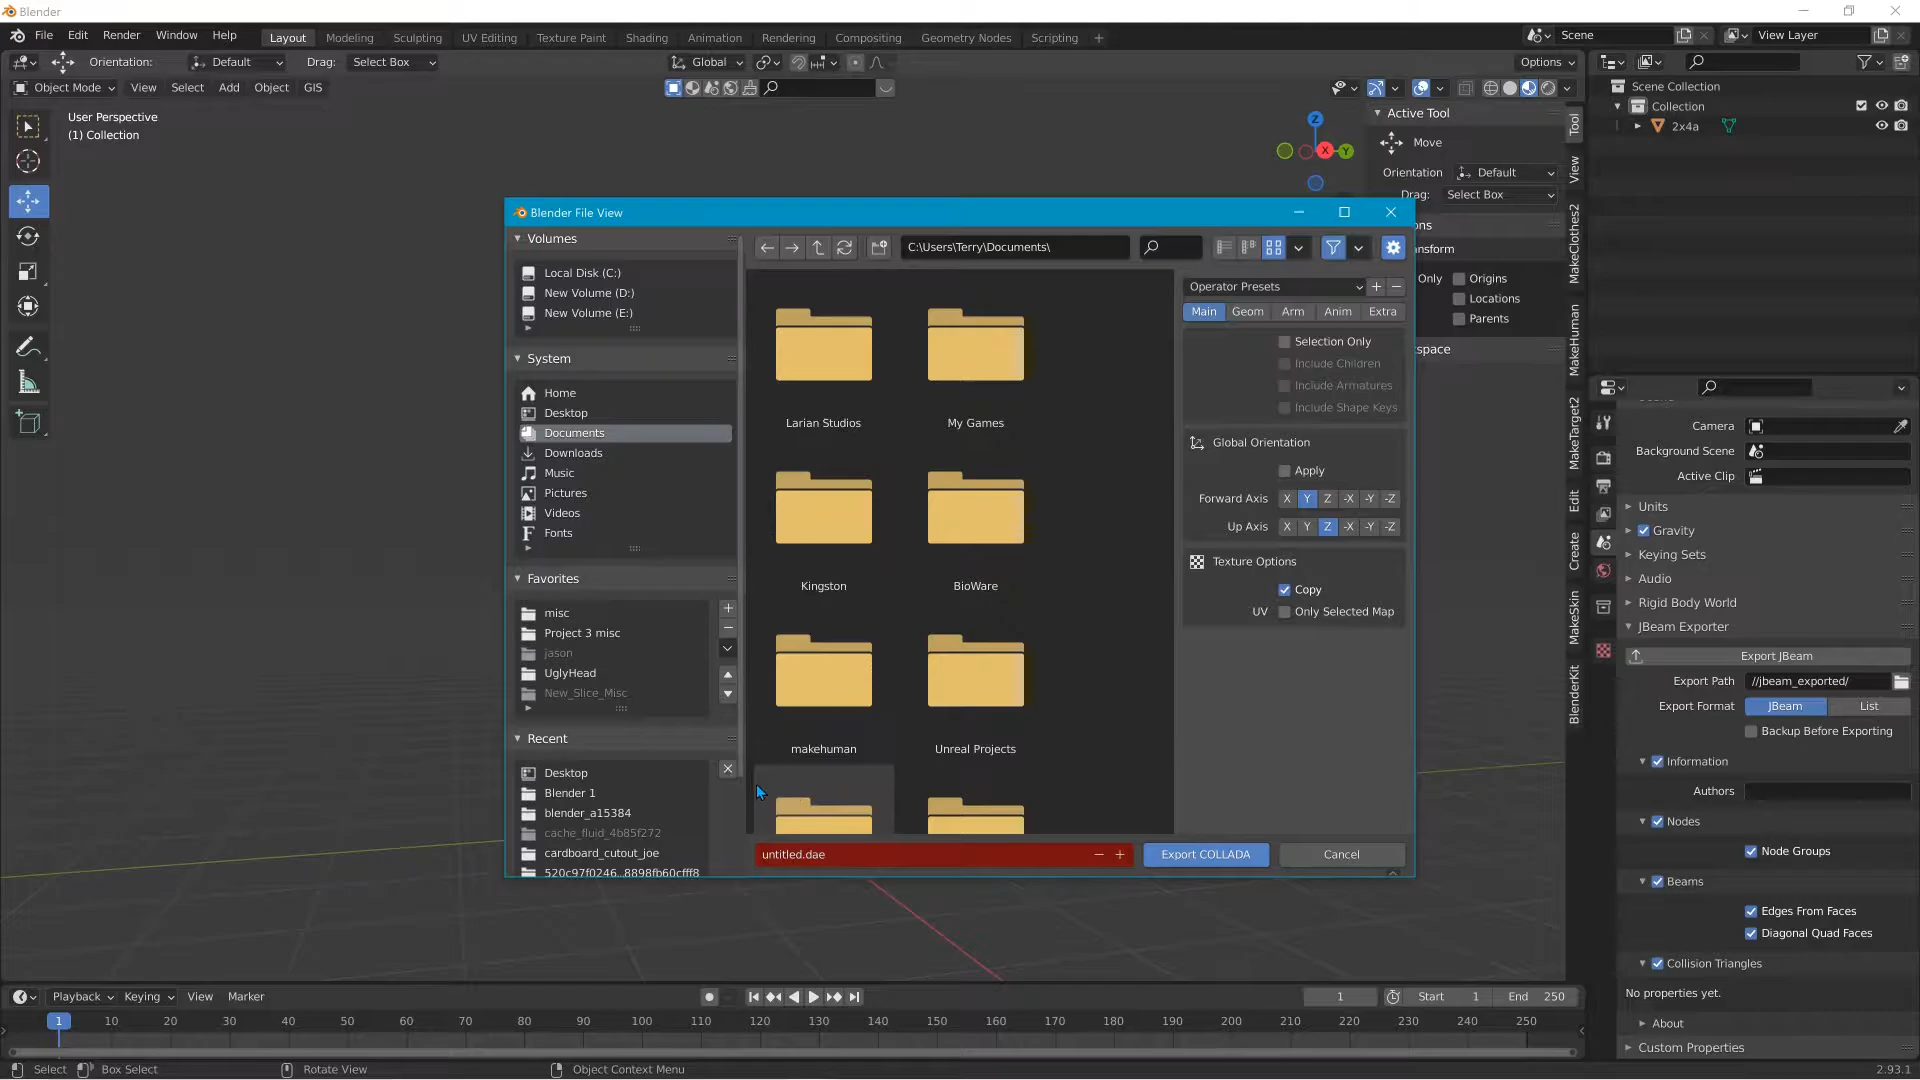 Blender
File Edit Render Window Help
Layout Modeling Sculpting UV Editing Texture Paint Shading Animation Rendering Compositing Geometry Nodes Scripting +
Scene
View Layer
Orientation: Default Drag: Select Box
Global
Options
Object Mode View Select Add Object GIS
User Perspective
(1) Collection
Z
X
Y
Active Tool
Move
Orientation Default
Drag: Select Box
ons
nsform
Only Origins
Locations
Parents
space
Tool
View
MakeClothes2
MakeHuman
MakeTarget2
Edit
Create
MakeSkin
BlenderKit
Scene Collection
Collection
2x4a
Blender File View
Volumes
Local Disk (C:)
New Volume (D:)
New Volume (E:)
System
Home
Desktop
Documents
Downloads
Music
Pictures
Videos
Fonts
Favorites
misc
Project 3 misc
jason
UglyHead
New_Slice_Misc
Recent
Desktop
Blender 1
blender_a15384
cache_fluid_4b85f272
cardboard_cutout_joe
520c97f0246...8898fb60cfff8
C:\Users\Terry\Documents\
Larian Studios
My Games
Kingston
BioWare
makehuman
Unreal Projects
untitled.dae
Export COLLADA
Cancel
Operator Presets
Main Geom Arm Anim Extra
Selection Only
Include Children
Include Armatures
Include Shape Keys
Global Orientation
Apply
Forward Axis X Y Z -X -Y -Z
Up Axis X Y Z -X -Y -Z
Texture Options
Copy
UV Only Selected Map
Camera
Background Scene
Active Clip
Units
Gravity
Keying Sets
Audio
Rigid Body World
JBeam Exporter
Export JBeam
Export Path //jbeam_exported/
Export Format JBeam List
Backup Before Exporting
Information
Authors
Nodes
Node Groups
Beams
Edges From Faces
Diagonal Quad Faces
Collision Triangles
No properties yet.
About
Custom Properties
Playback Keying View Marker
1 Start 1 End 250
1 10 20 30 40 50 60 70 80 90 100 110 120 130 140 150 160 170 180 190 200 210 220 230 240 250
Select Box Select Rotate View Object Context Menu
2.93.1